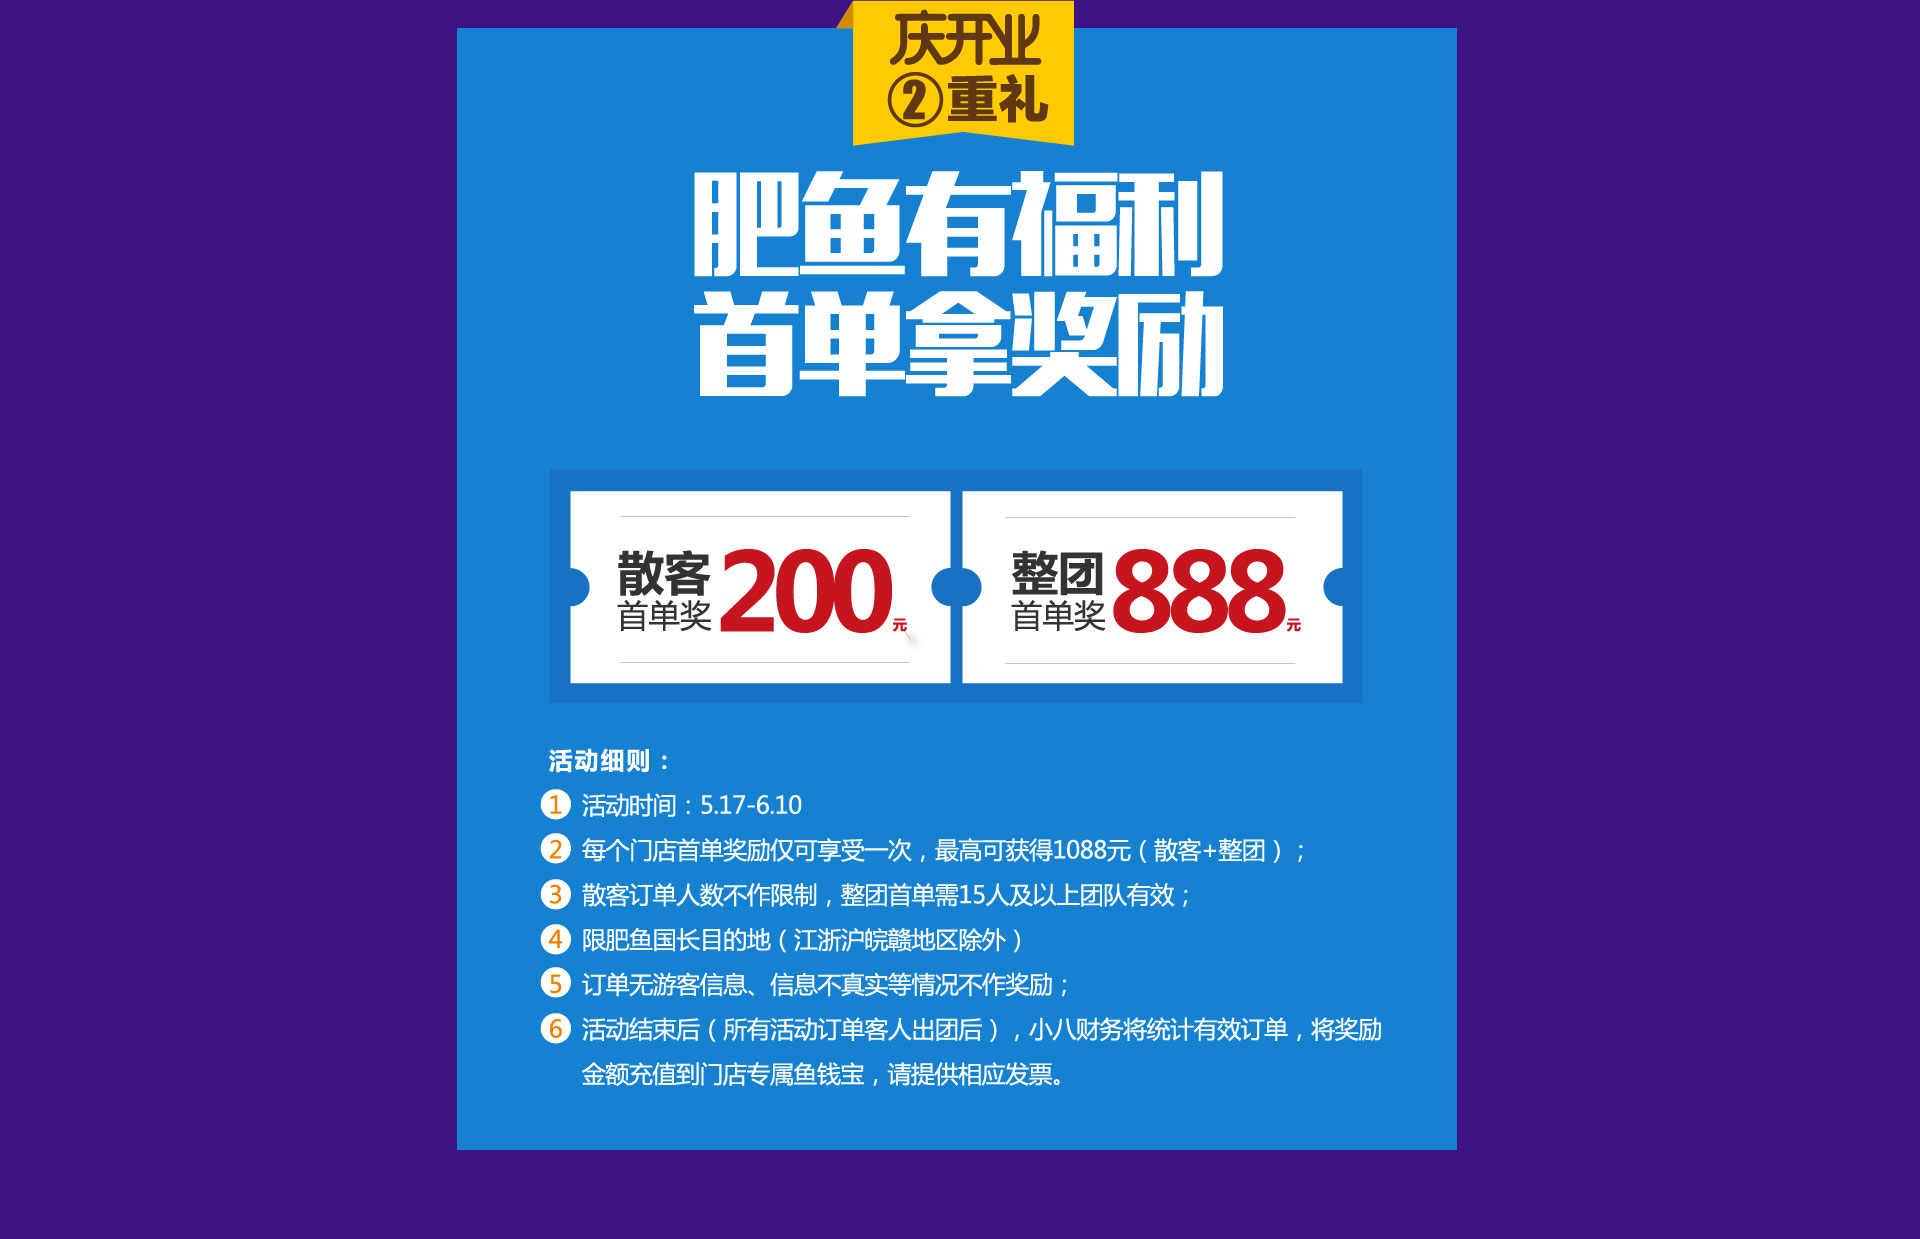 庆开业
②重礼
肥鱼有福利
首单拿奖励
散客
首单奖
200元
整团
首单奖
888元
活动细则：
1 活动时间：5.17-6.10
2 每个门店首单奖励仅可享受一次，最高可获得1088元（散客+整团）；
3 散客订单人数不作限制，整团首单需15人及以上团队有效；
4 限肥鱼国长目的地（江浙沪皖赣地区除外）
5 订单无游客信息、信息不真实等情况不作奖励；
6 活动结束后（所有活动订单客人出团后），小八财务将统计有效订单，将奖励
金额充值到门店专属鱼钱宝，请提供相应发票。